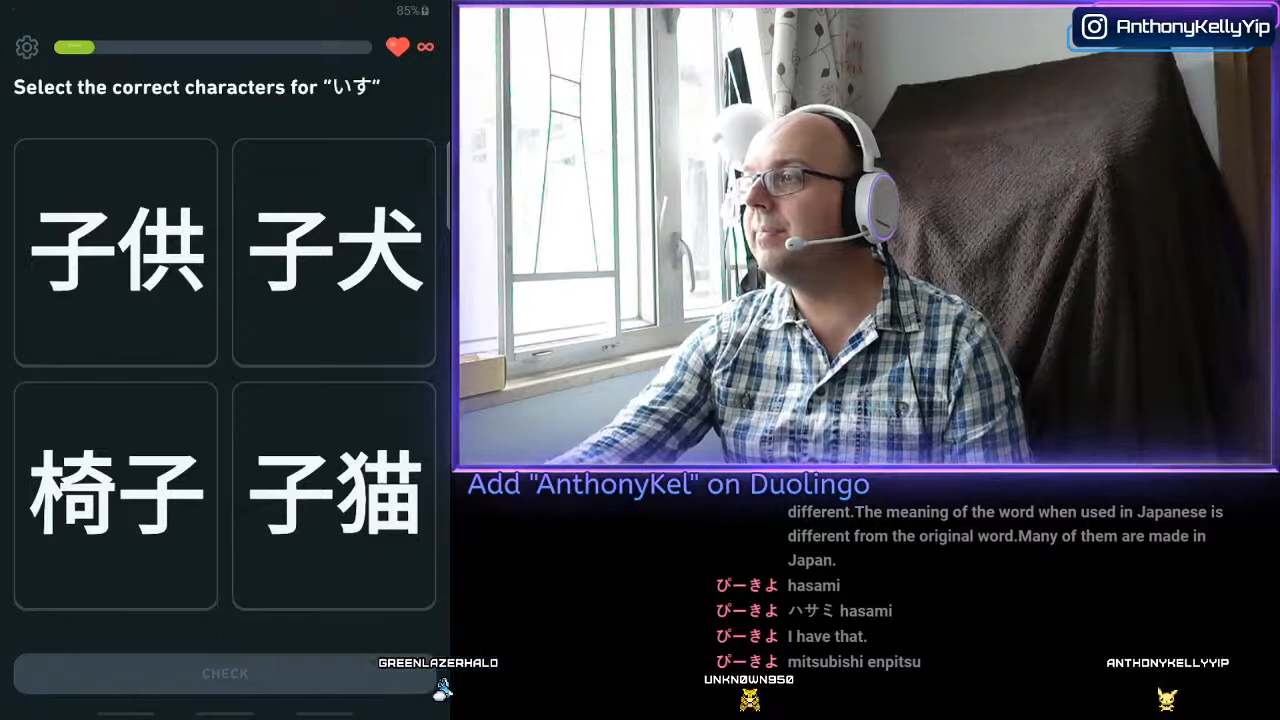 85%
Select the correct characters for “いす”
子供
子犬
椅子
子猫
CHECK
AnthonyKellyYip
Add "AnthonyKel" on Duolingo
different.The meaning of the word when used in Japanese is
different from the original word.Many of them are made in
Japan.
ぴーきよ hasami
ぴーきよ ハサミ hasami
ぴーきよ I have that.
ぴーきよ mitsubishi enpitsu
GREENLAZERHALO
UNKN0WN950
ANTHONYKELLYYIP